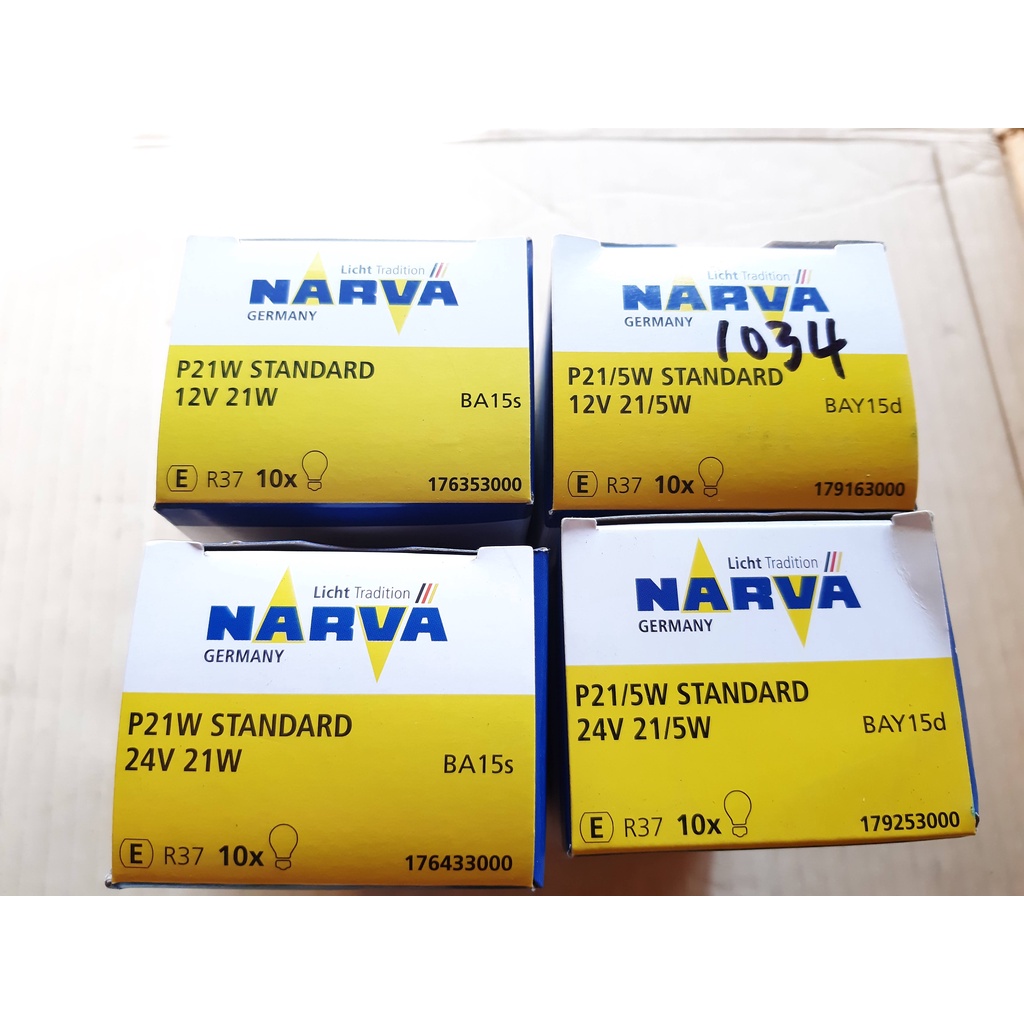 Licht Tradition
NARVA
GERMANY
P21W STANDARD
12V 21W
BA15s
E R37 10x
176353000
Licht Tradition
NARVA
GERMANY
1034
P21/5W STANDARD
12V 21/5W
BAY15d
E R37 10x
179163000
Licht Tradition
NARVA
GERMANY
P21W STANDARD
24V 21W
BA15s
E R37 10x
176433000
Licht Tradition
NARVA
GERMANY
P21/5W STANDARD
24V 21/5W
BAY15d
E R37 10x
179253000